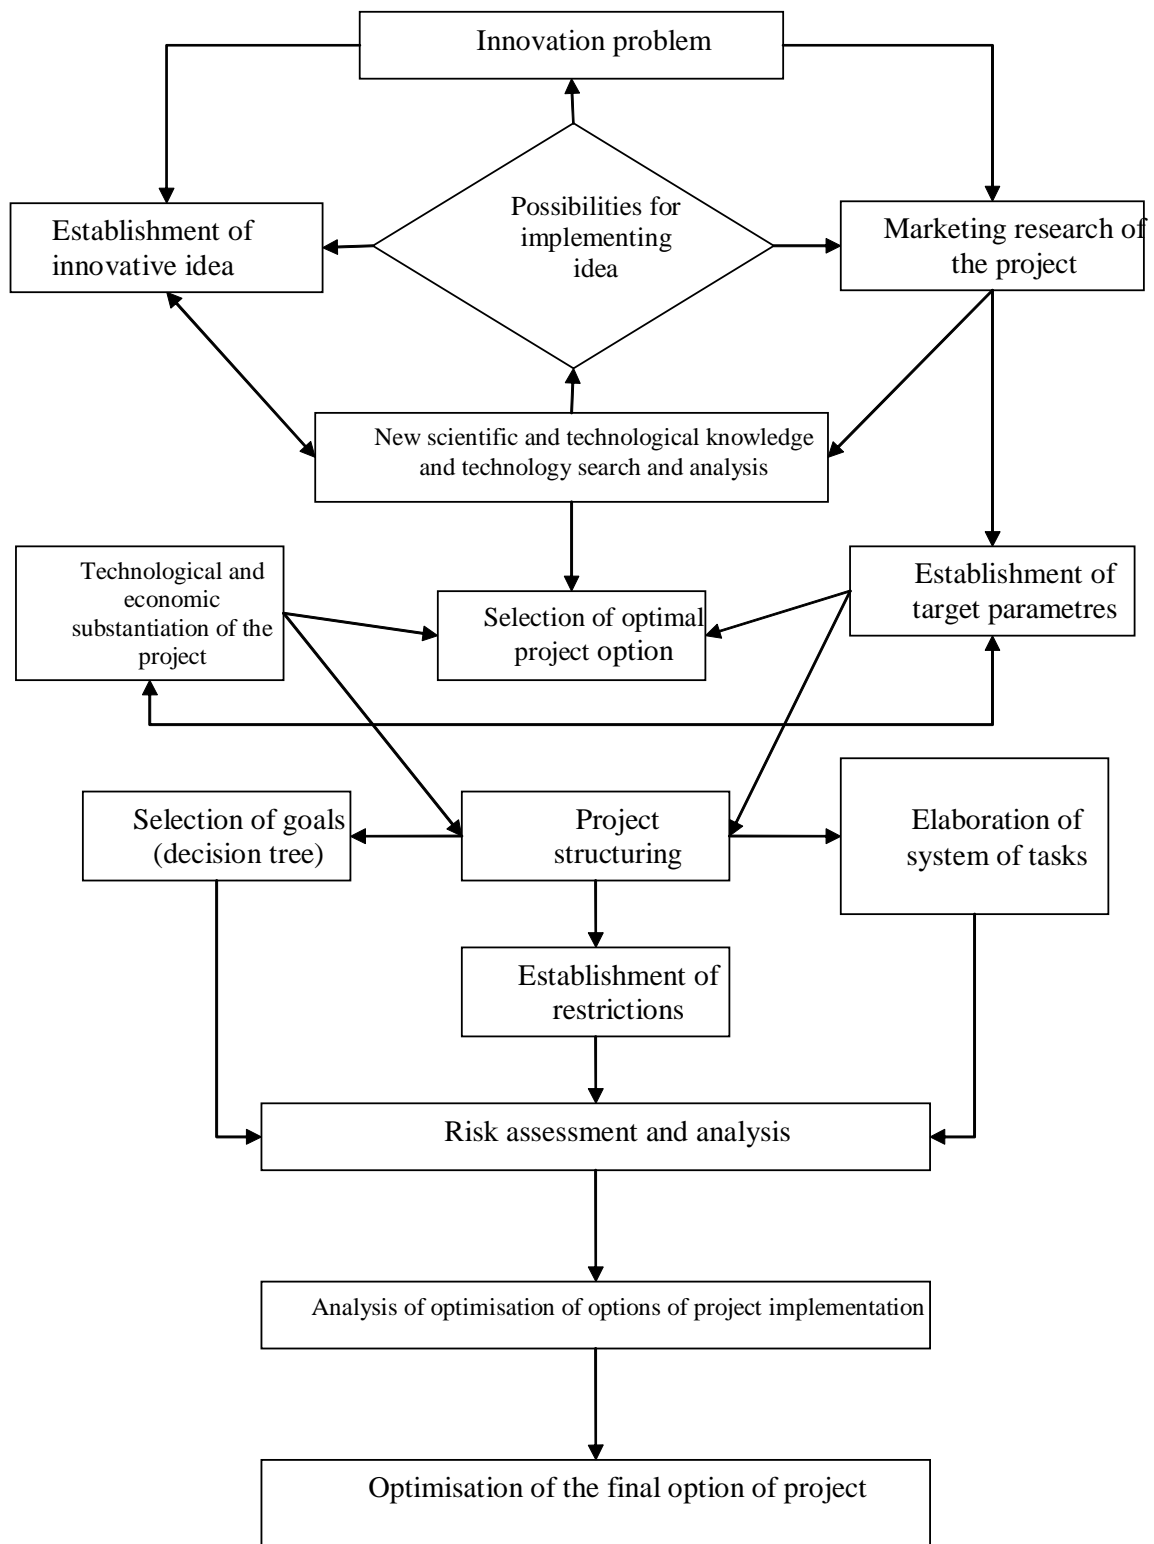 Innovation problem
Possibilities for
implementing
idea
Establishment of
innovative idea
Marketing research of
the project
New scientific and technological knowledge
and technology search and analysis
Technological and
economic
substantiation of the
project
Selection of optimal
project option
Establishment of
target parametres
Selection of goals
(decision tree)
Project
structuring
Elaboration of
system of tasks
Establishment of
restrictions
Risk assessment and analysis
Analysis of optimisation of options of project implementation
Optimisation of the final option of project